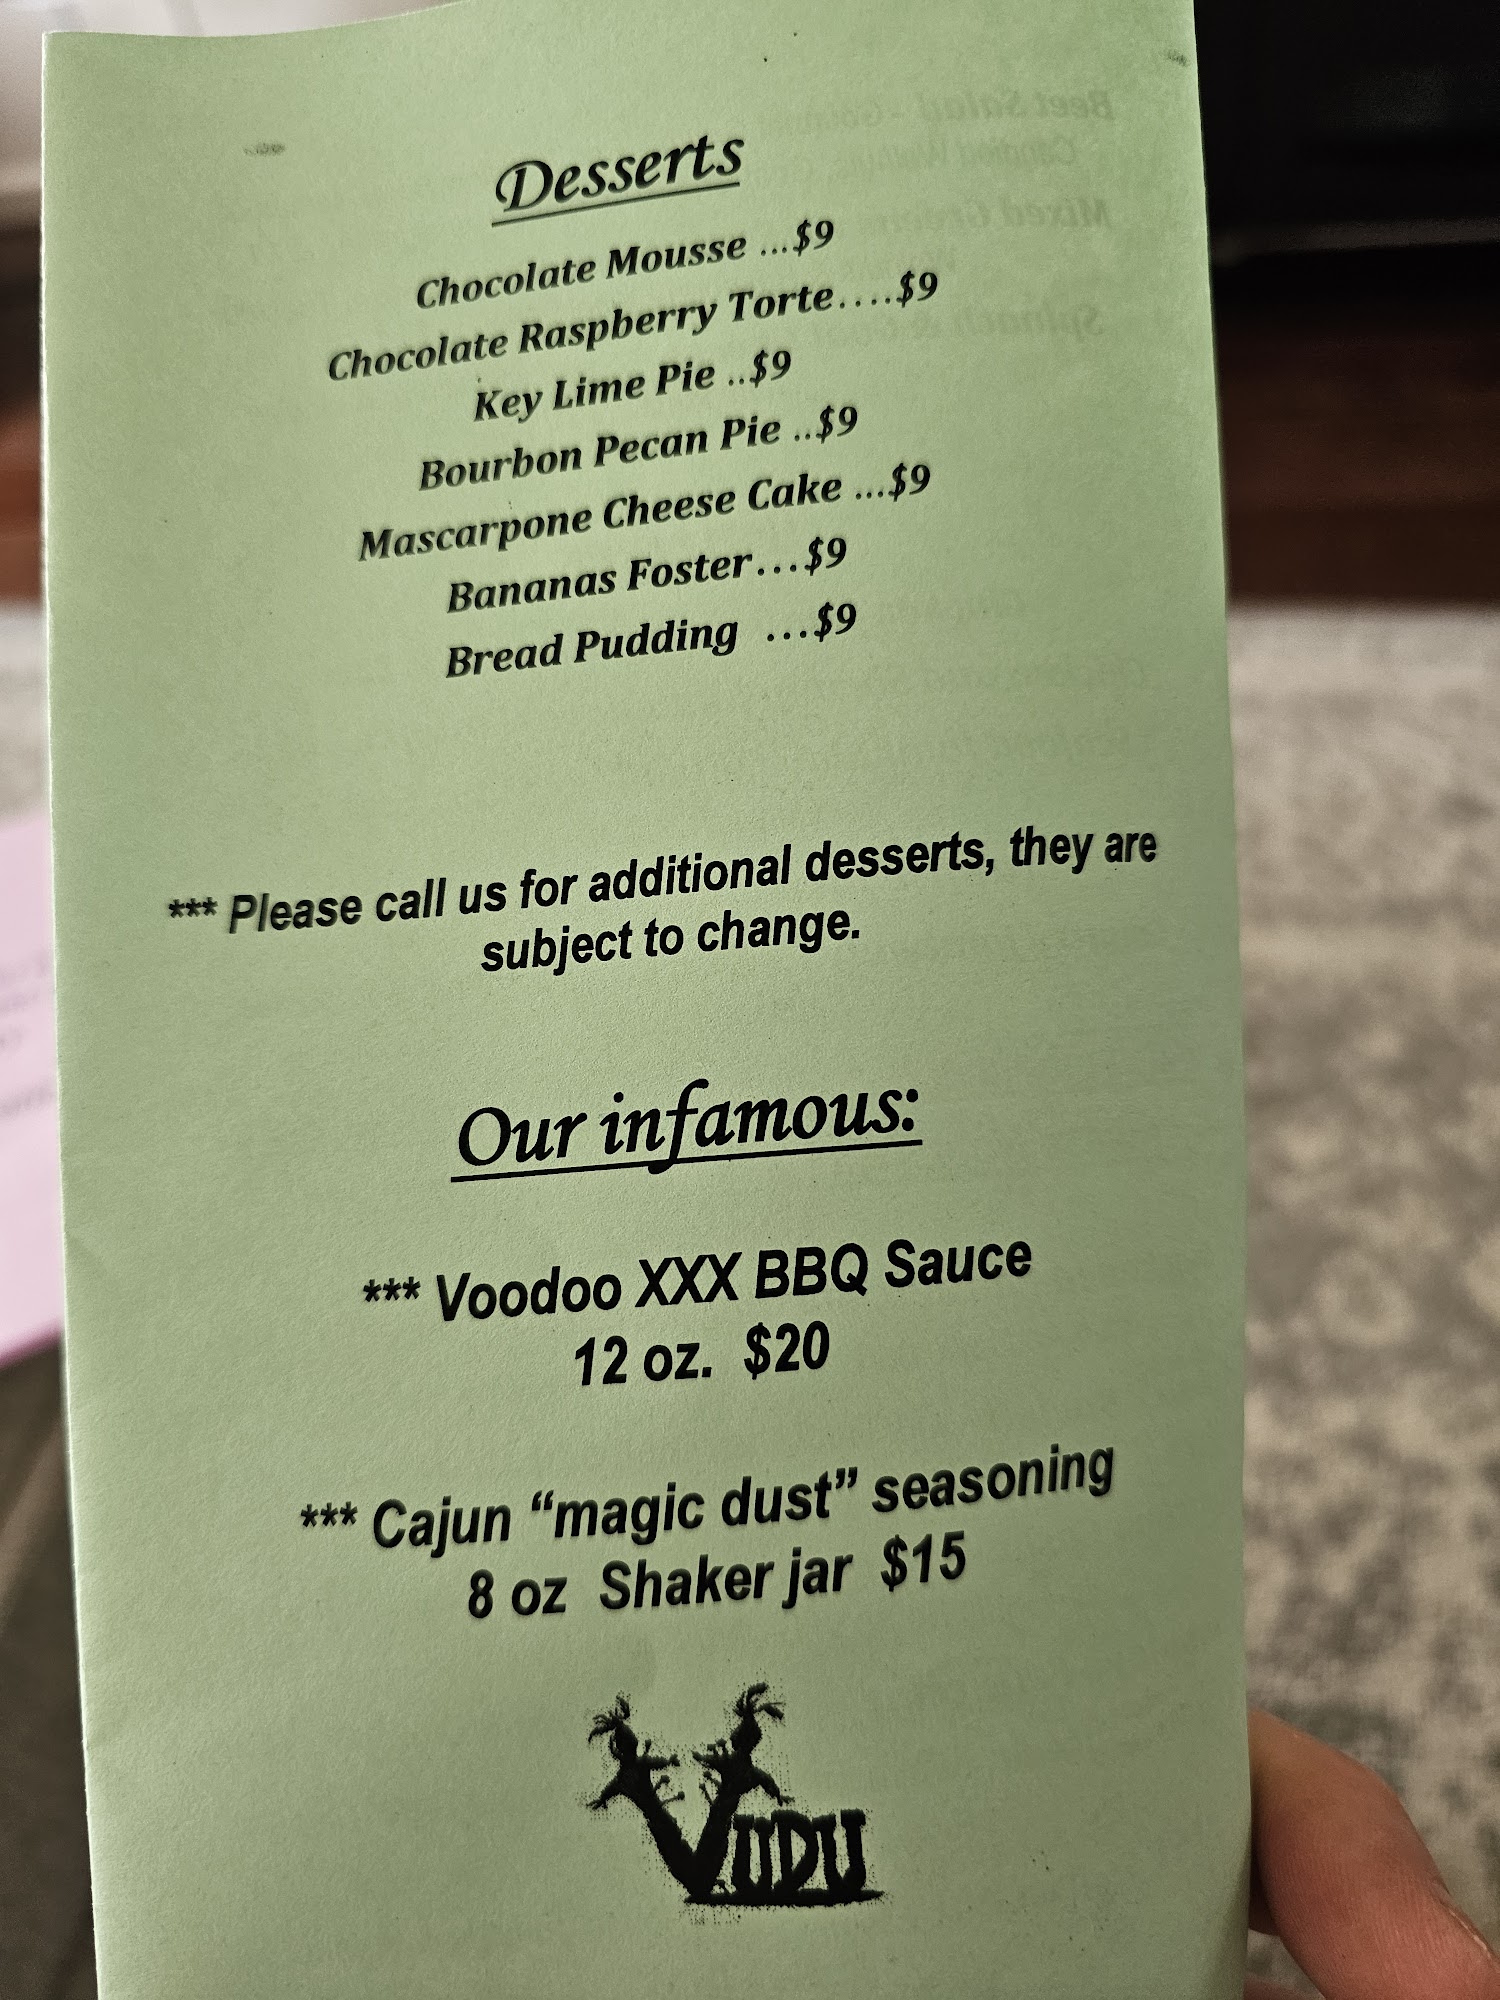 Desserts
Chocolate Mousse ...$9
Chocolate Raspberry Torte....$9
Key Lime Pie ..$9
Bourbon Pecan Pie ..$9
Mascarpone Cheese Cake ...$9
Bananas Foster...$9
Bread Pudding ...$9
*** Please call us for additional desserts, they are
subject to change.
Our infamous:
*** Voodoo XXX BBQ Sauce
12 oz. $20
*** Cajun “magic dust” seasoning
8 oz Shaker jar $15
VUDU